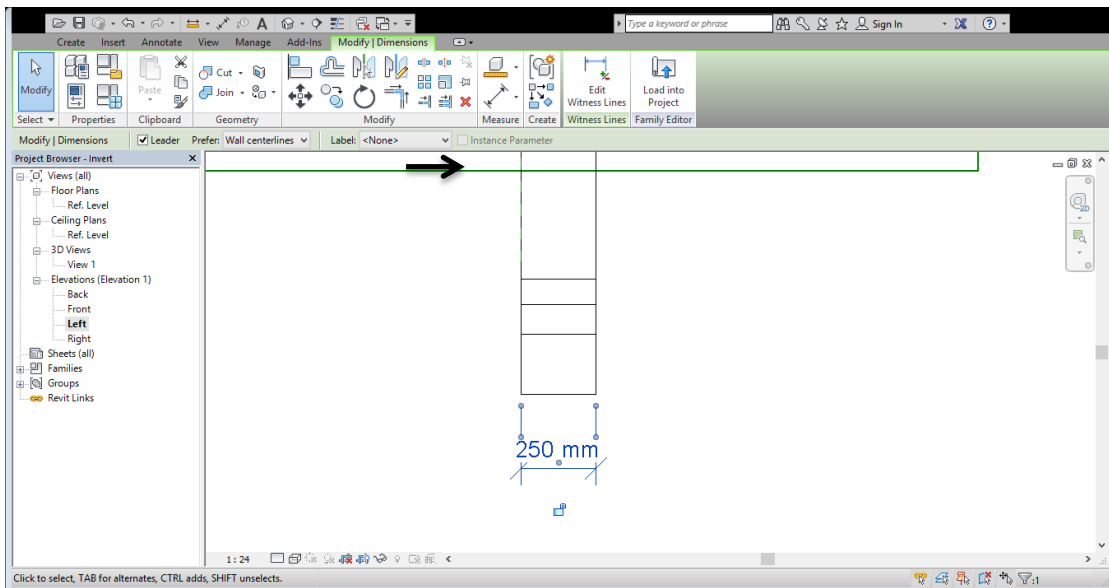 Type a keyword or phrase
Sign In
Create Insert Annotate View Manage Add-Ins Modify | Dimensions
Modify
Paste
Cut
Join
Edit
Witness Lines
Load into
Project
Select Properties Clipboard Geometry Modify Measure Create Witness Lines Family Editor
Modify | Dimensions Leader Prefer: Wall centerlines Label: <None> Instance Parameter
Project Browser - Invert
Views (all)
Floor Plans
Ref. Level
Ceiling Plans
Ref. Level
3D Views
View 1
Elevations (Elevation 1)
Back
Front
Left
Right
Sheets (all)
Families
Groups
Revit Links
2D
250 mm
1 : 24
Click to select, TAB for alternates, CTRL adds, SHIFT unselects.
:1